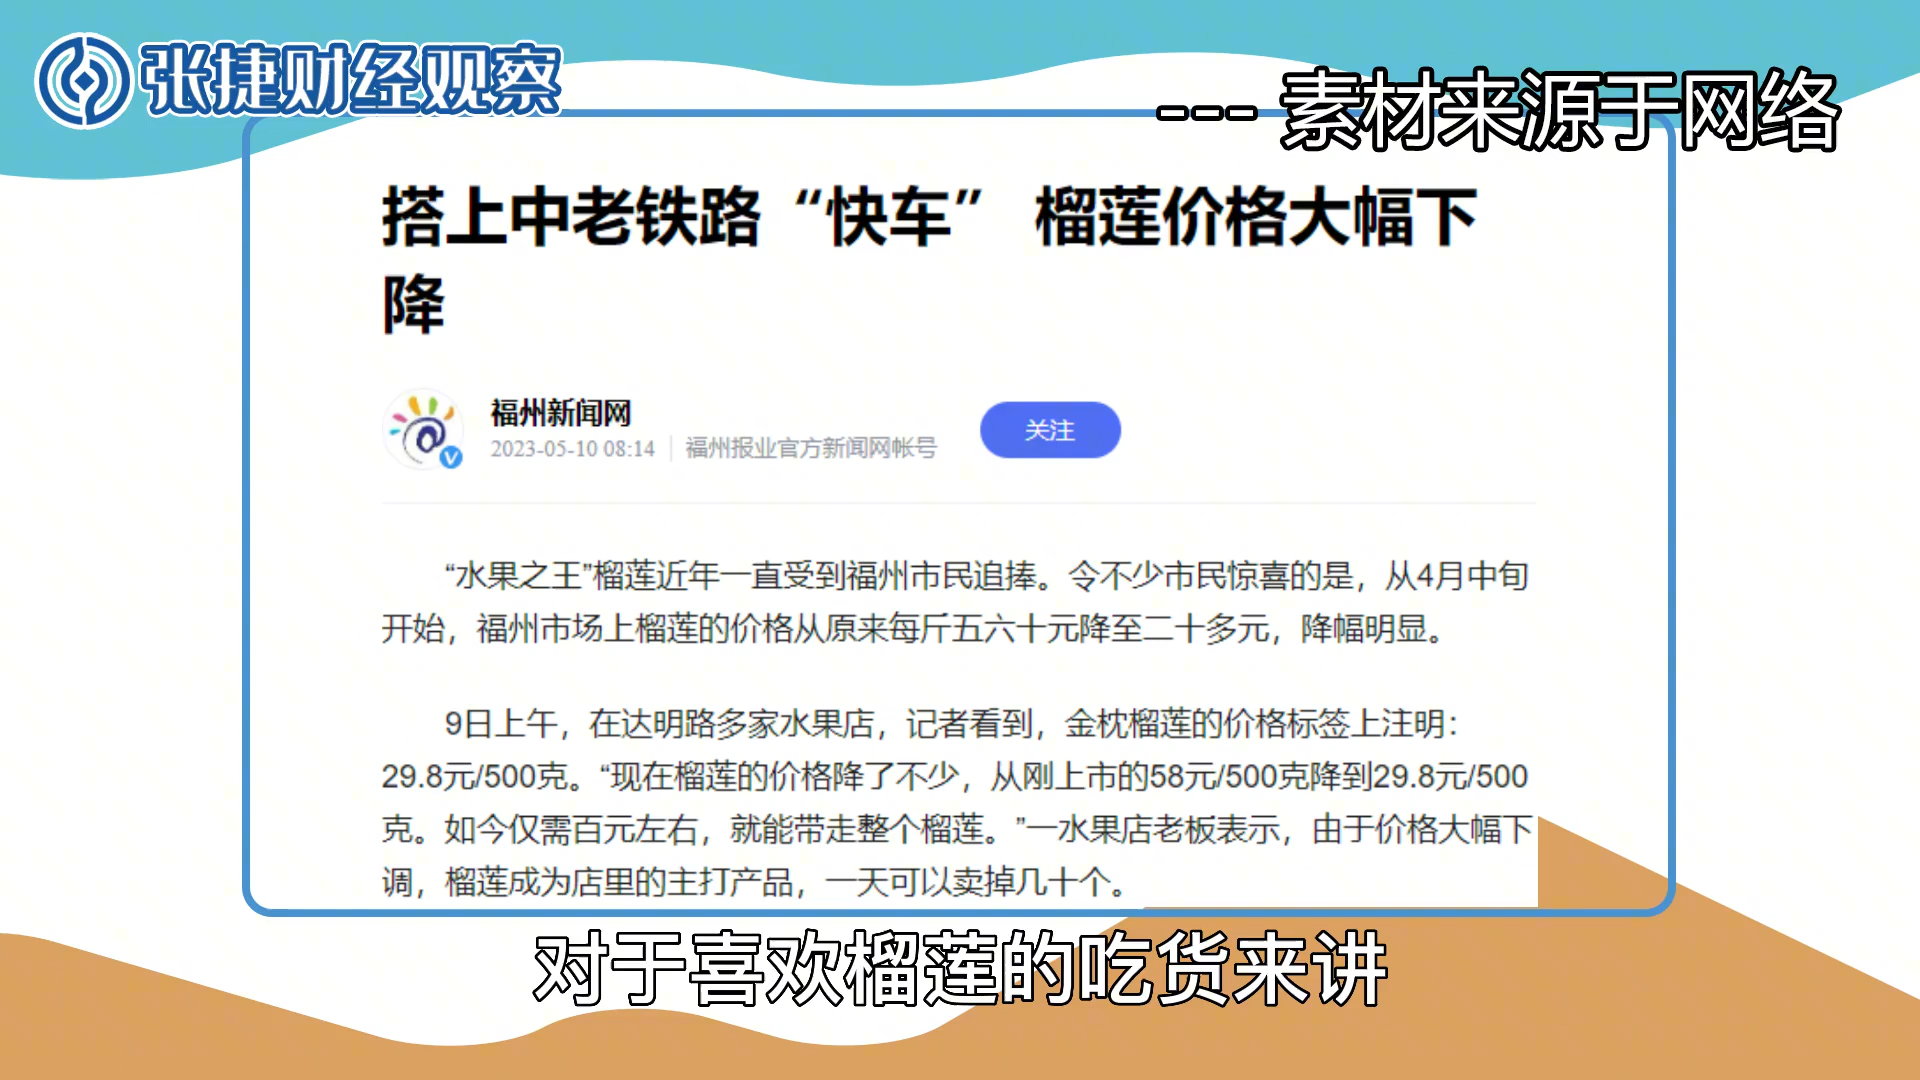 张捷财经观察
--- 素材来源于网络
搭上中老铁路“快车” 榴莲价格大幅下
降
福州新闻网
2023-05-10 08:14 | 福州报业官方新闻网帐号
关注
“水果之王”榴莲近年一直受到福州市民追捧。令不少市民惊喜的是，从4月中旬
开始，福州市场上榴莲的价格从原来每斤五六十元降至二十多元，降幅明显。
9日上午，在达明路多家水果店，记者看到，金枕榴莲的价格标签上注明：
29.8元/500克。“现在榴莲的价格降了不少，从刚上市的58元/500克降到29.8元/500
克。如今仅需百元左右，就能带走整个榴莲。”一水果店老板表示，由于价格大幅下
调，榴莲成为店里的主打产品，一天可以卖掉几十个。
对于喜欢榴莲的吃货来讲